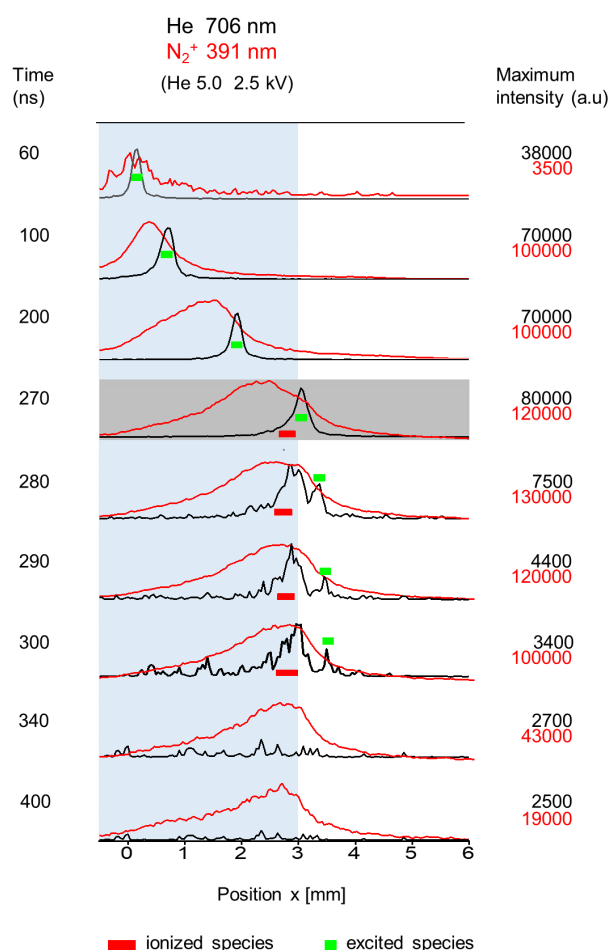 He 706 nm
N₂⁺ 391 nm
(He 5.0 2.5 kV)
Time
(ns)
Maximum
intensity (a.u)
60
38000
3500
100
70000
100000
200
70000
100000
270
80000
120000
280
7500
130000
290
4400
120000
300
3400
100000
340
2700
43000
400
2500
19000
0 1 2 3 4 5 6
Position x [mm]
ionized species excited species